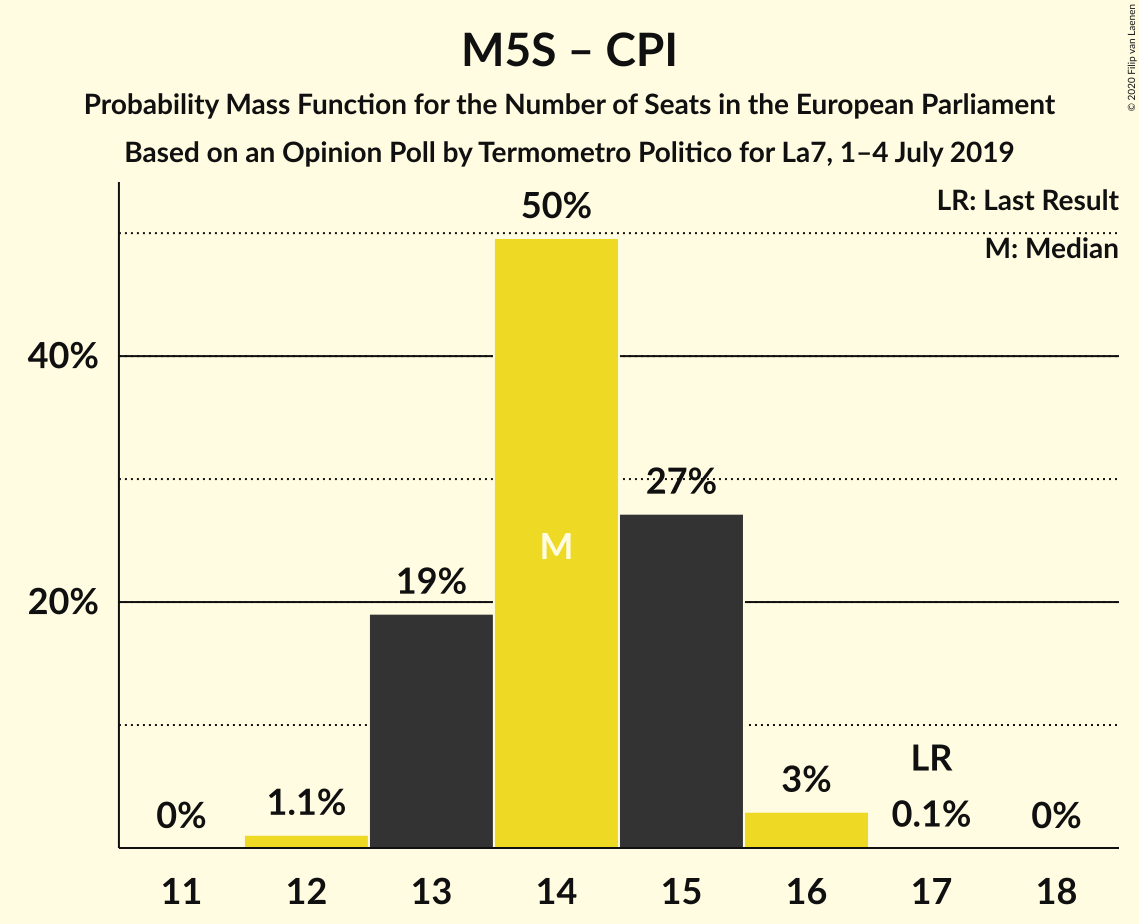 M5S – CPI
Probability Mass Function for the Number of Seats in the European Parliament
Based on an Opinion Poll by Termometro Politico for La7, 1–4 July 2019
© 2020 Filip van Laenen
LR: Last Result
M: Median
50%
40%
27%
M
19%
20%
LR
3%
1.1%
0%
0.1%
0%
11 12 13 14 15 16 17 18